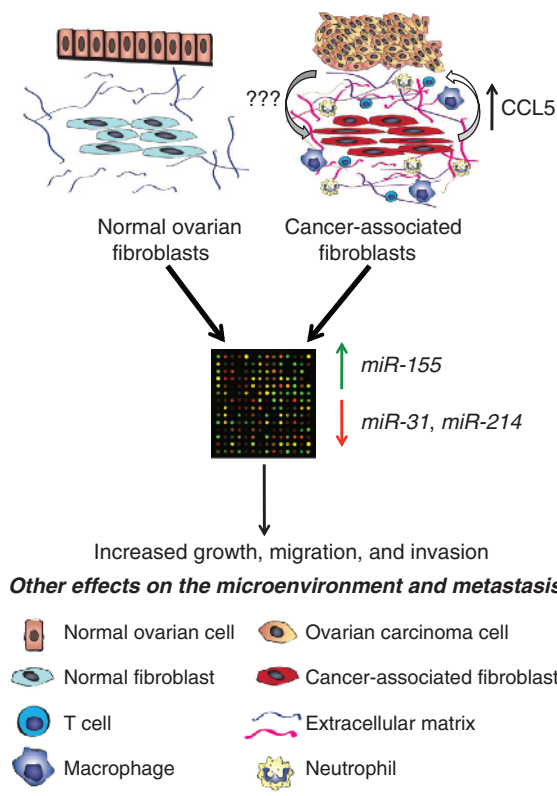 ???
CCL5
Normal ovarian
fibroblasts
Cancer-associated
fibroblasts
miR-155
miR-31, miR-214
Increased growth, migration, and invasion
Other effects on the microenvironment and metastasis
Normal ovarian cell
Ovarian carcinoma cell
Normal fibroblast
Cancer-associated fibroblast
T cell
Extracellular matrix
Macrophage
Neutrophil